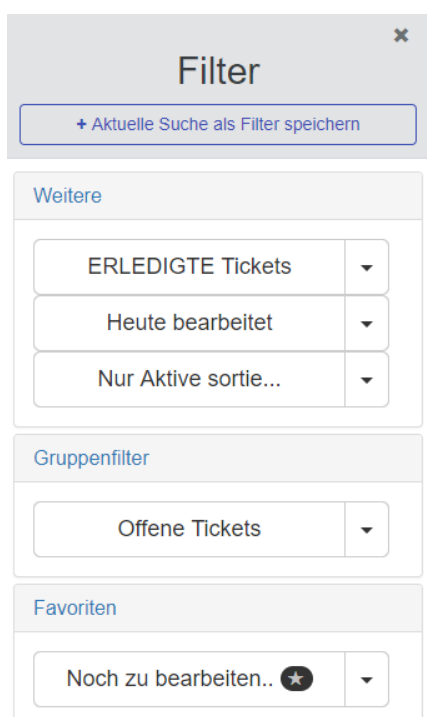 Filter
+ Aktuelle Suche als Filter speichern
Weitere
ERLEDIGTE Tickets
Heute bearbeitet
Nur Aktive sortie...
Gruppenfilter
Offene Tickets
Favoriten
Noch zu bearbeiten..